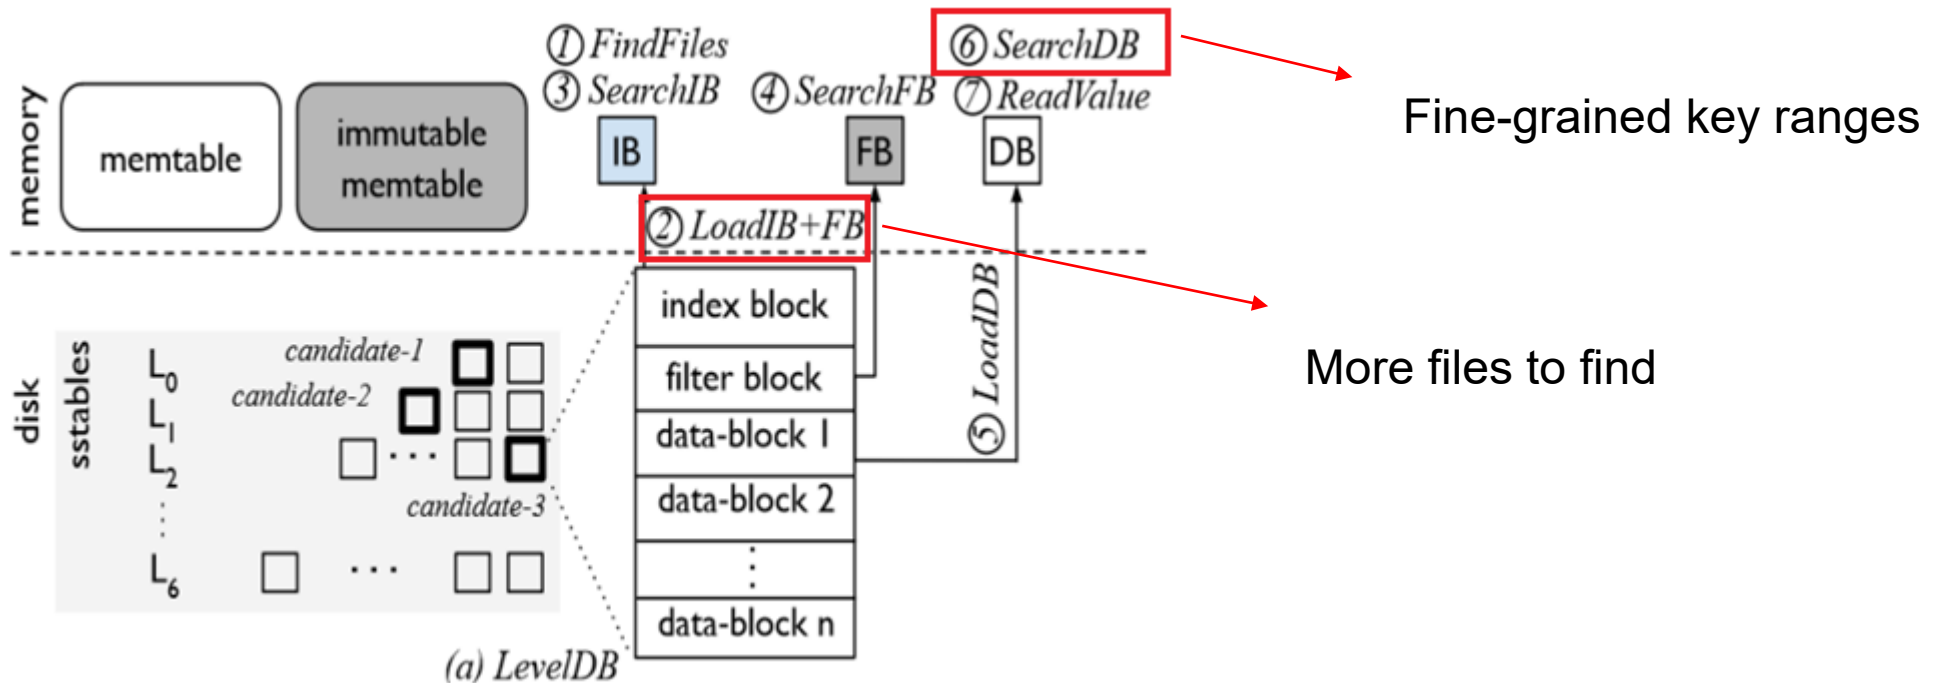 ① FindFiles
③ SearchIB
④ SearchFB
⑥ SearchDB
⑦ ReadValue
Fine-grained key ranges
memory
memtable
immutable
memtable
IB
FB
DB
② LoadIB+FB
⑤ LoadDB
More files to find
disk
sstables
L0
candidate-1
L1
candidate-2
L2
candidate-3
L6
index block
filter block
data-block 1
data-block 2
data-block n
(a) LevelDB